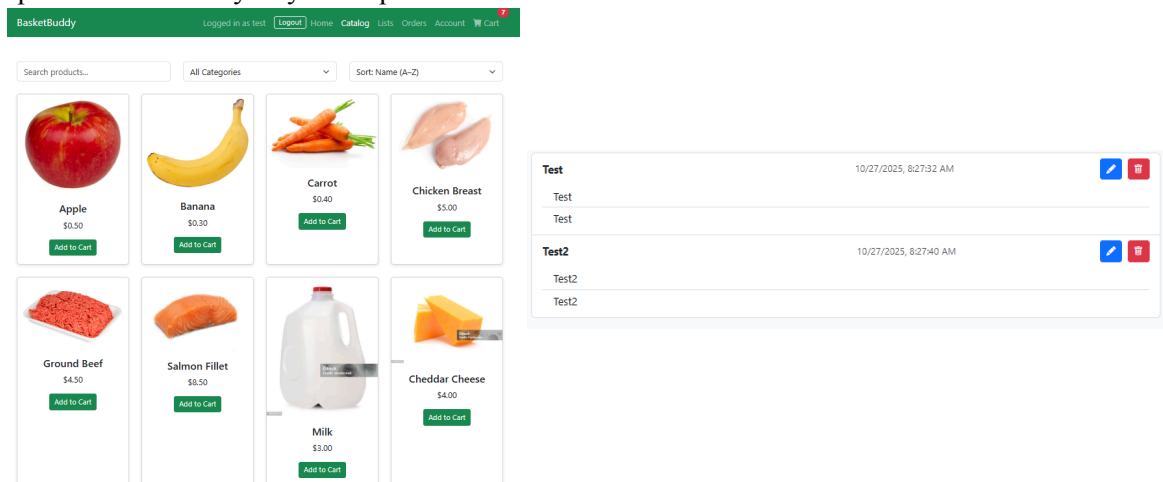 BasketBuddy Logged in as test Logout Home Catalog Lists Orders Account Cart 7
Search products... All Categories Sort: Name (A–Z)
Apple
$0.50
Add to Cart
Banana
$0.30
Add to Cart
Carrot
$0.40
Add to Cart
Chicken Breast
$5.00
Add to Cart
Ground Beef
$4.50
Add to Cart
Salmon Fillet
$8.50
Add to Cart
Milk
$3.00
Add to Cart
Cheddar Cheese
$4.00
Add to Cart
Test 10/27/2025, 8:27:32 AM
Test
Test
Test2 10/27/2025, 8:27:40 AM
Test2
Test2